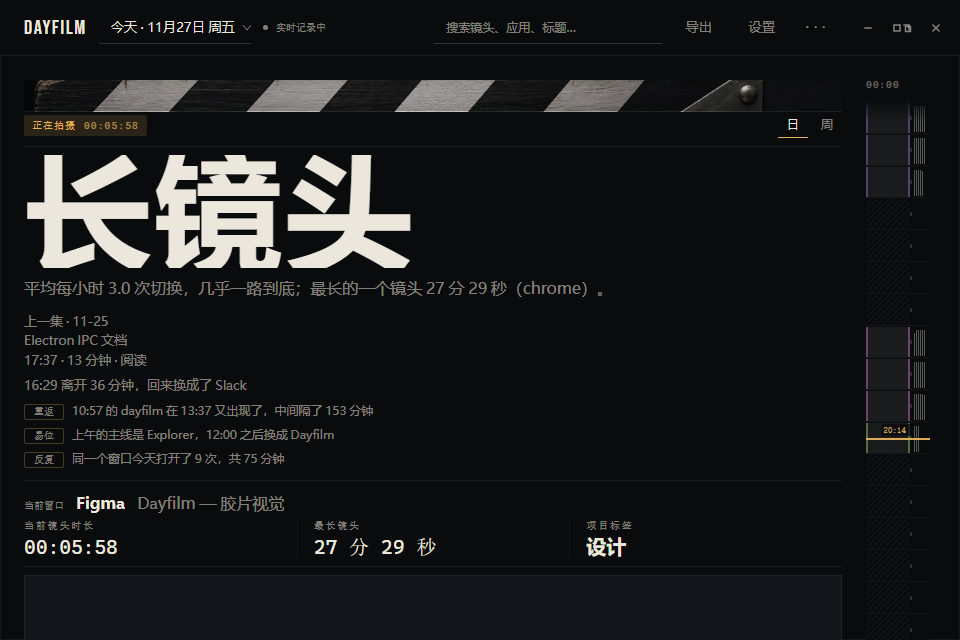 DAYFILM 今天 · 11月27日 周五 实时记录中 搜索镜头、应用、标题... 导出 设置 ···
00:00
正在拍摄 00:05:58 日 周
长镜头
平均每小时 3.0 次切换，几乎一路到底；最长的一个镜头 27 分 29 秒（chrome）。
上一集 · 11-25
Electron IPC 文档
17:37 · 13 分钟 · 阅读
16:29 离开 36 分钟，回来换成了 Slack
重返 10:57 的 dayfilm 在 13:37 又出现了，中间隔了 153 分钟
易位 上午的主线是 Explorer，12:00 之后换成 Dayfilm
20:14
反复 同一个窗口今天打开了 9 次，共 75 分钟
当前窗口 Figma Dayfilm — 胶片视觉
当前镜头时长 最长镜头 项目标签
00:05:58 27 分 29 秒 设计